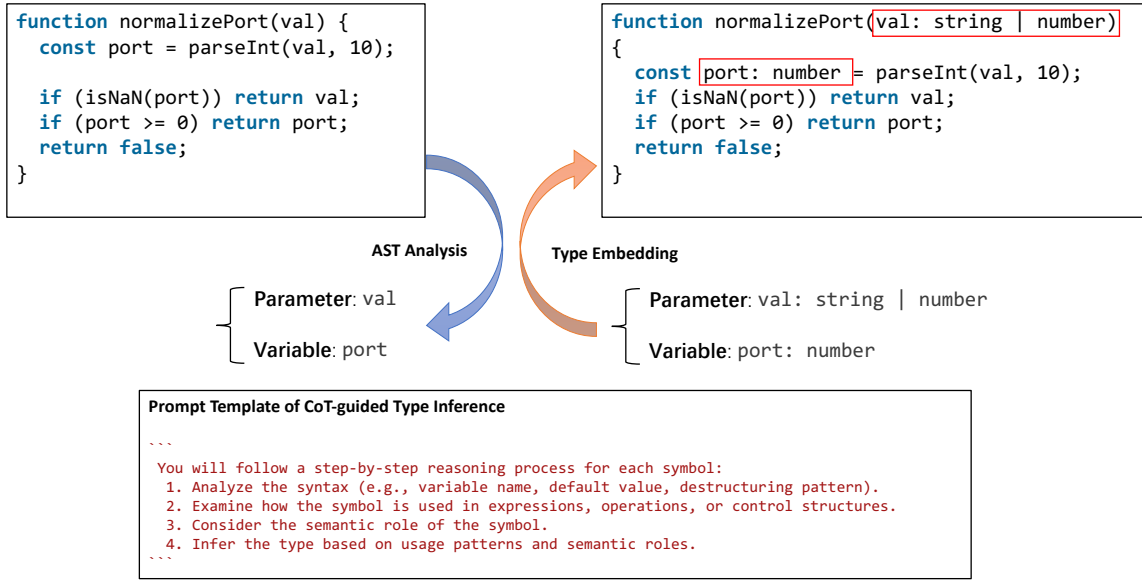 function normalizePort(val) {
  const port = parseInt(val, 10);
  if (isNaN(port)) return val;
  if (port >= 0) return port;
  return false;
}
function normalizePort(val: string | number)
{
  const port: number = parseInt(val, 10);
  if (isNaN(port)) return val;
  if (port >= 0) return port;
  return false;
}
AST Analysis
Type Embedding
Parameter: val
Variable: port
Parameter: val: string | number
Variable: port: number
Prompt Template of CoT-guided Type Inference
```
You will follow a step-by-step reasoning process for each symbol:
1. Analyze the syntax (e.g., variable name, default value, destructuring pattern).
2. Examine how the symbol is used in expressions, operations, or control structures.
3. Consider the semantic role of the symbol.
4. Infer the type based on usage patterns and semantic roles.
```